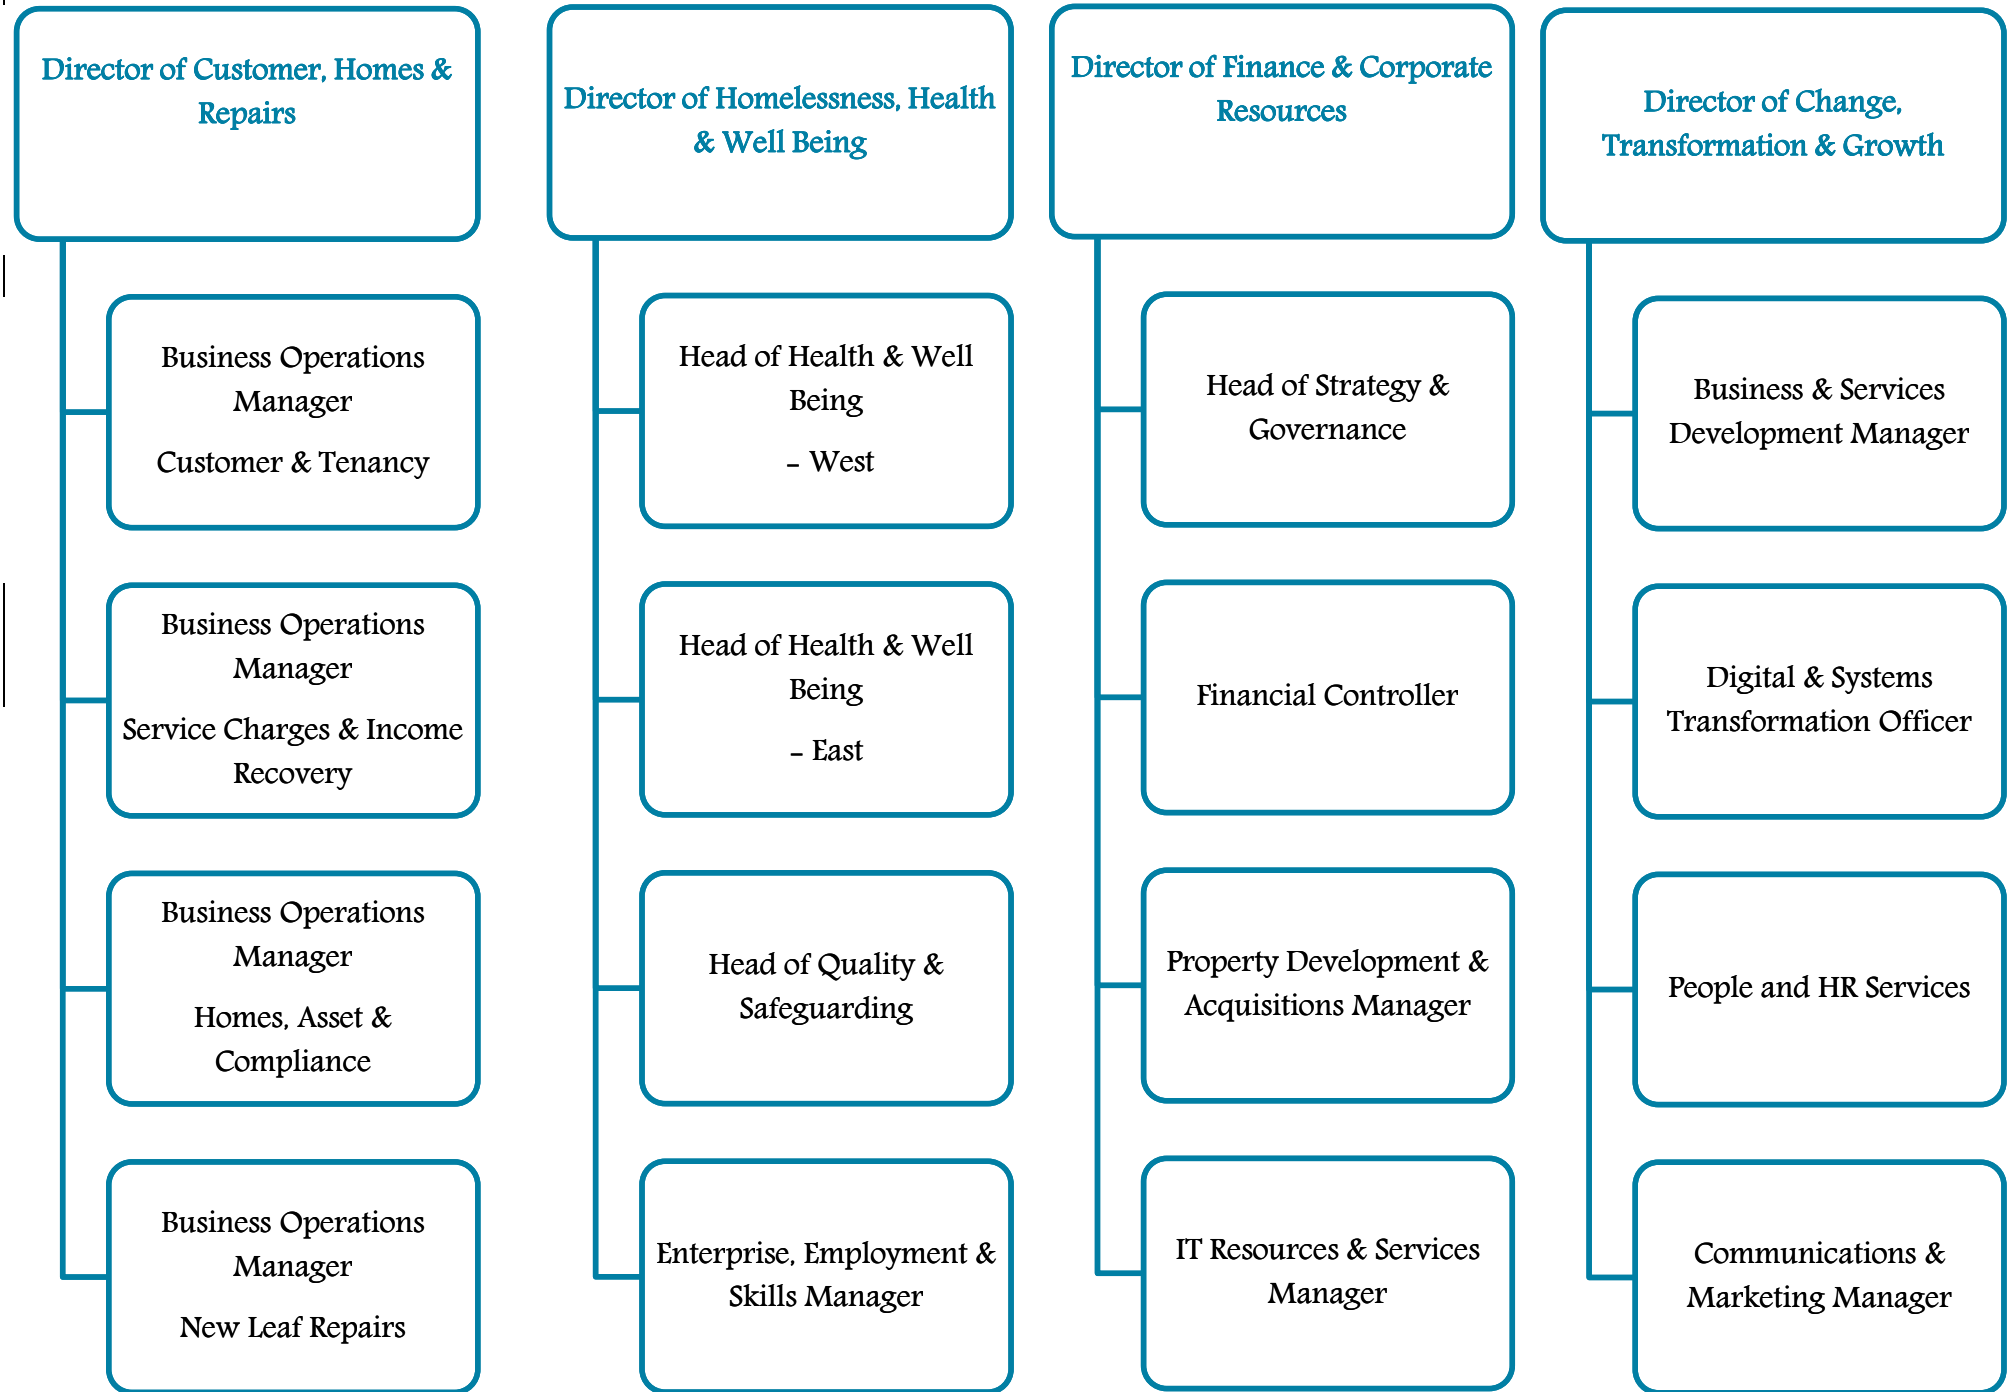 Director of Customer, Homes &
Repairs
Business Operations
Manager
Customer & Tenancy
Business Operations
Manager
Service Charges & Income
Recovery
Business Operations
Manager
Homes, Asset &
Compliance
Business Operations
Manager
New Leaf Repairs
Director of Homelessness, Health
& Well Being
Head of Health & Well
Being
– West
Head of Health & Well
Being
– East
Head of Quality &
Safeguarding
Enterprise, Employment &
Skills Manager
Director of Finance & Corporate
Resources
Head of Strategy &
Governance
Financial Controller
Property Development &
Acquisitions Manager
IT Resources & Services
Manager
Director of Change,
Transformation & Growth
Business & Services
Development Manager
Digital & Systems
Transformation Officer
People and HR Services
Communications &
Marketing Manager